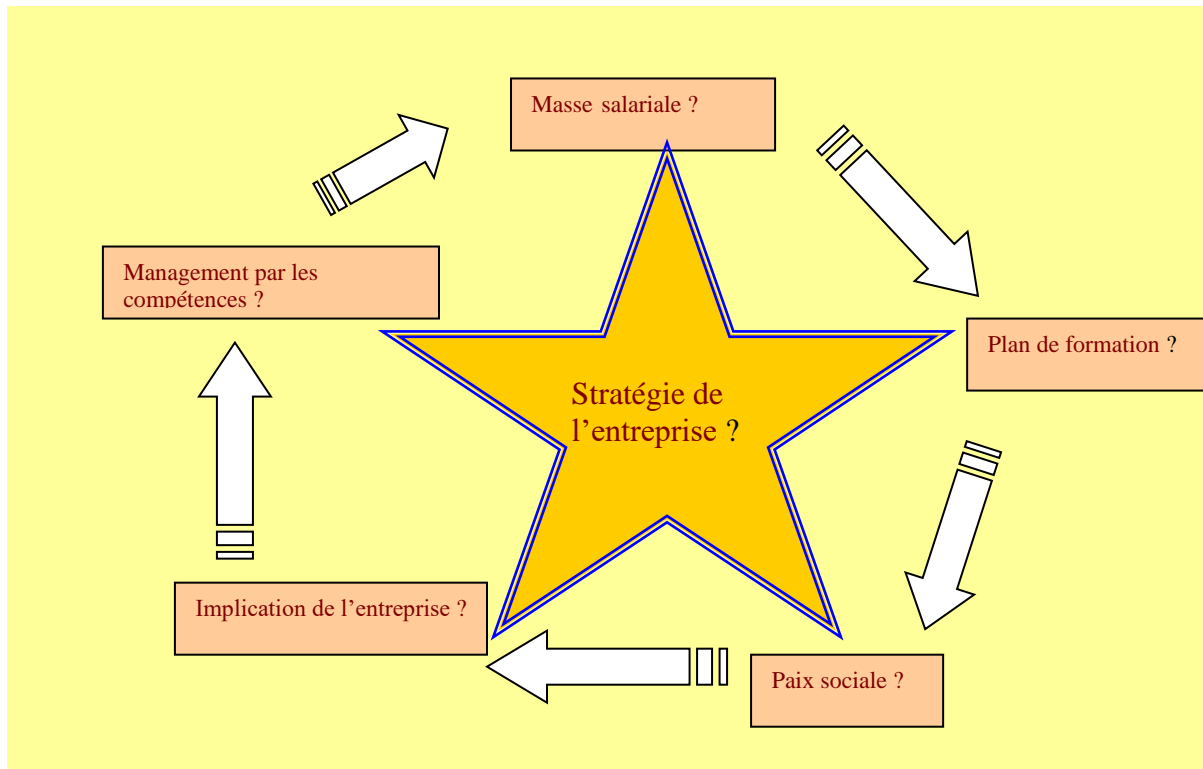 Masse salariale ?
Management par les
compétences ?
Plan de formation ?
Stratégie de
l’entreprise ?
Implication de l’entreprise ?
Paix sociale ?